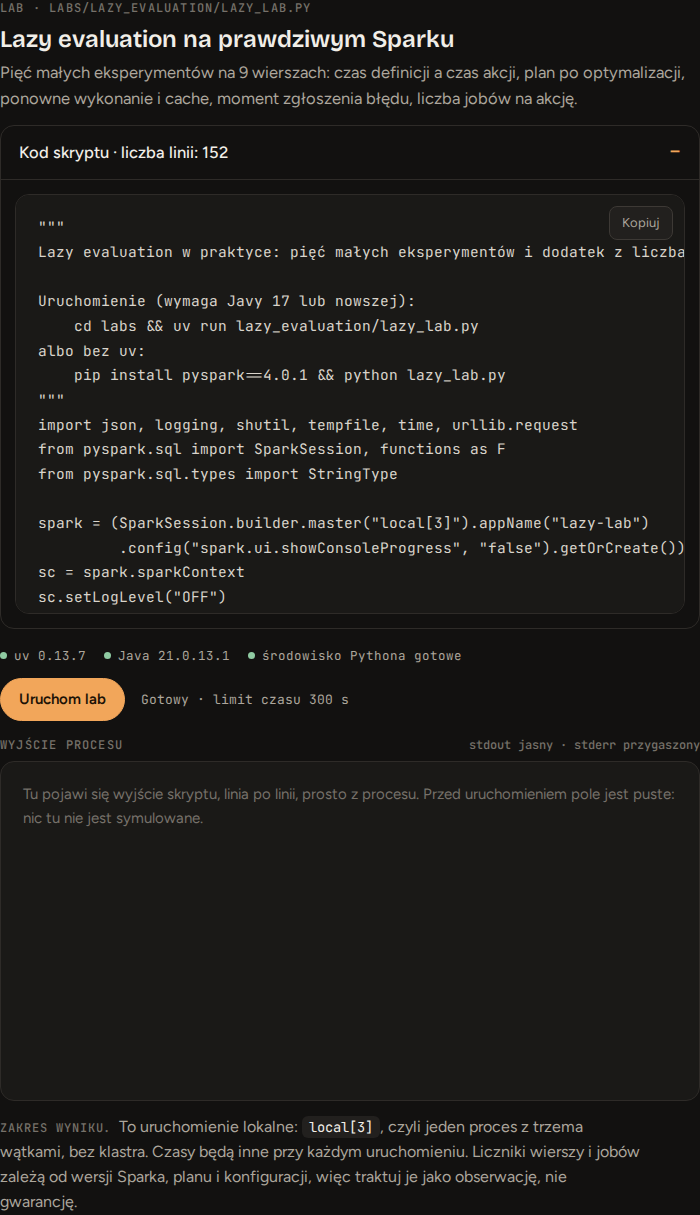 LAB · LABS/LAZY_EVALUATION/LAZY_LAB.PY
Lazy evaluation na prawdziwym Sparku
Pięć małych eksperymentów na 9 wierszach: czas definicji a czas akcji, plan po optymalizacji,
ponowne wykonanie i cache, moment zgłoszenia błędu, liczba jobów na akcję.
Kod skryptu · liczba linii: 152
−
Kopiuj
"""
Lazy evaluation w praktyce: pięć małych eksperymentów i dodatek z liczba
Uruchomienie (wymaga Javy 17 lub nowszej):
    cd labs && uv run lazy_evaluation/lazy_lab.py
albo bez uv:
    pip install pyspark==4.0.1 && python lazy_lab.py
"""
import json, logging, shutil, tempfile, time, urllib.request
from pyspark.sql import SparkSession, functions as F
from pyspark.sql.types import StringType
spark = (SparkSession.builder.master("local[3]").appName("lazy-lab")
         .config("spark.ui.showConsoleProgress", "false").getOrCreate())
sc = spark.sparkContext
sc.setLogLevel("OFF")
uv 0.13.7 Java 21.0.13.1 środowisko Pythona gotowe
Uruchom lab Gotowy · limit czasu 300 s
WYJŚCIE PROCESU stdout jasny · stderr przygaszony
Tu pojawi się wyjście skryptu, linia po linii, prosto z procesu. Przed uruchomieniem pole jest puste:
nic tu nie jest symulowane.
ZAKRES WYNIKU. To uruchomienie lokalne: local[3], czyli jeden proces z trzema
wątkami, bez klastra. Czasy będą inne przy każdym uruchomieniu. Liczniki wierszy i jobów
zależą od wersji Sparka, planu i konfiguracji, więc traktuj je jako obserwację, nie
gwarancję.